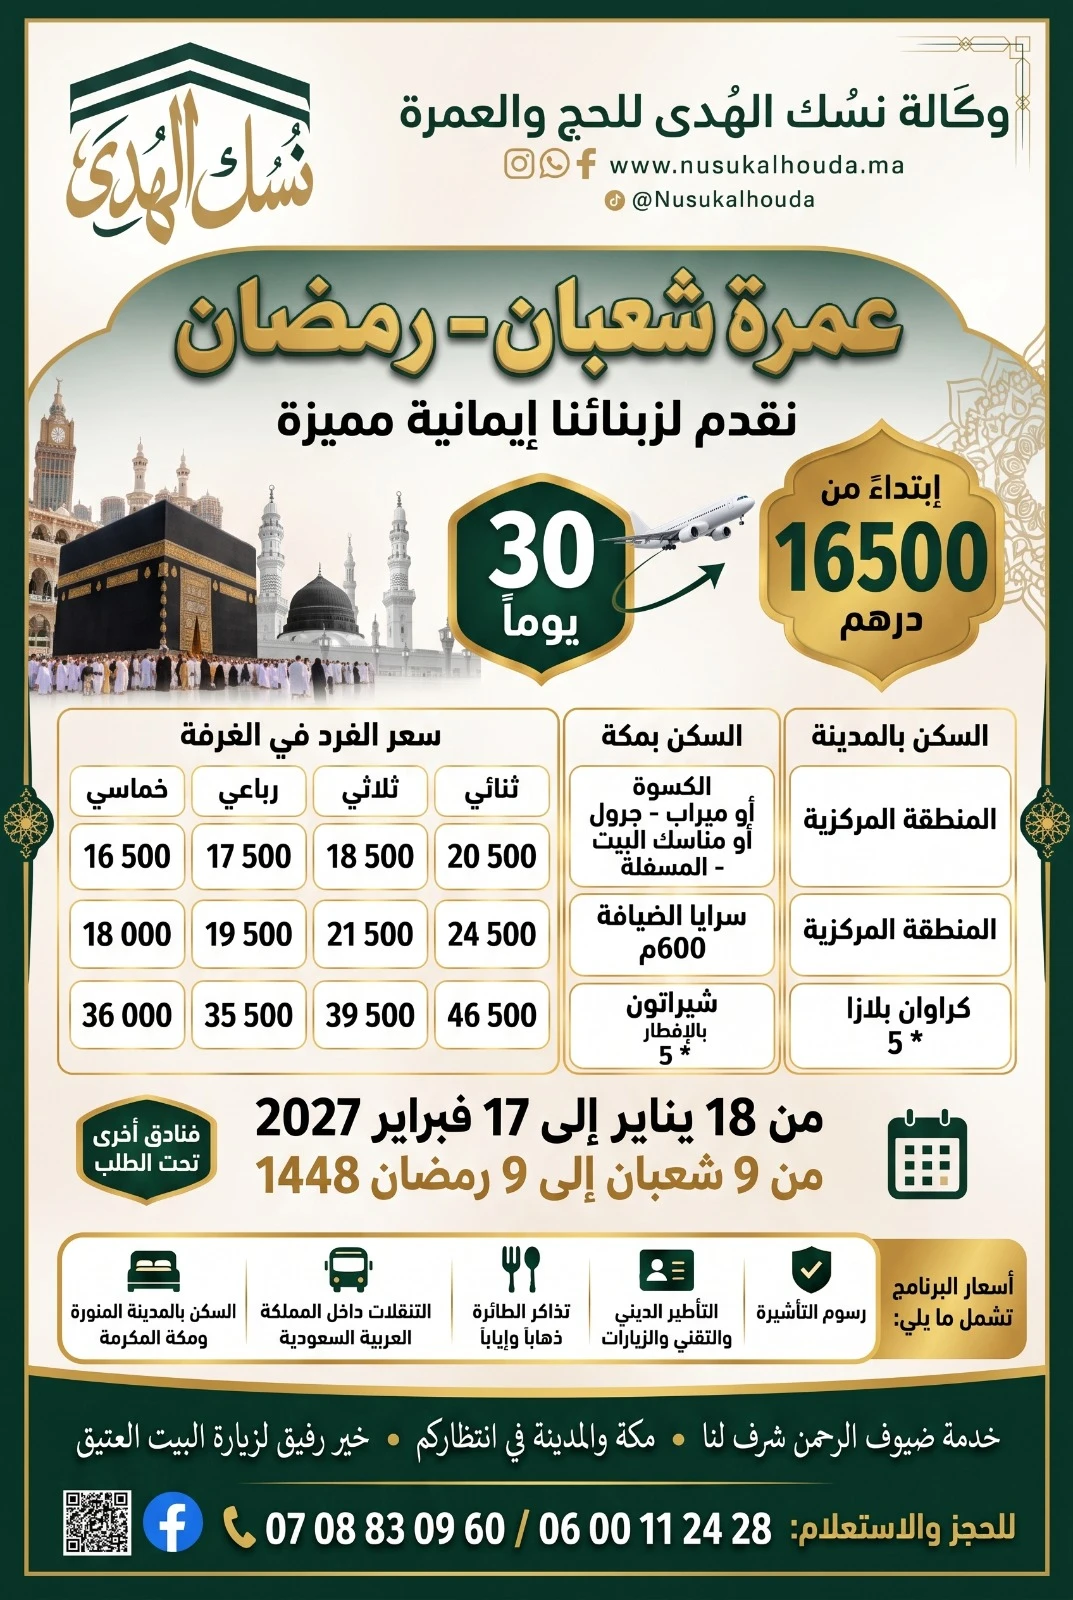 نُسُك الهُدَى
وكَالة نسُك الهُدى للحج والعمرة
www.nusukalhouda.ma
@Nusukalhouda
عمرة شعبان - رمضان
نقدم لزبنائنا إيمانية مميزة
30
يوماً
إبتداءً من
16500
درهم
السكن بالمدينة
السكن بمكة
سعر الفرد في الغرفة
ثنائي
ثلاثي
رباعي
خماسي
المنطقة المركزية
الكسوة
أو ميراب - جرول
أو مناسك البيت
- المسفلة
20 500
18 500
17 500
16 500
المنطقة المركزية
سرايا الضيافة
600م
24 500
21 500
19 500
18 000
كراوان بلازا
5 *
شيراتون
بالإفطار
5 *
46 500
39 500
35 500
36 000
من 18 يناير إلى 17 فبراير 2027
من 9 شعبان إلى 9 رمضان 1448
فنادق أخرى
تحت الطلب
أسعار البرنامج
تشمل ما يلي:
رسوم التأشيرة
التأطير الديني
والتقني والزيارات
تذاكر الطائرة
ذهاباً وإياباً
التنقلات داخل المملكة
العربية السعودية
السكن بالمدينة المنورة
ومكة المكرمة
خدمة ضيوف الرحمن شرف لنا • مكة والمدينة في انتظاركم • خير رفيق لزيارة البيت العتيق
للحجز والاستعلام: 07 08 83 09 60 / 06 00 11 24 28